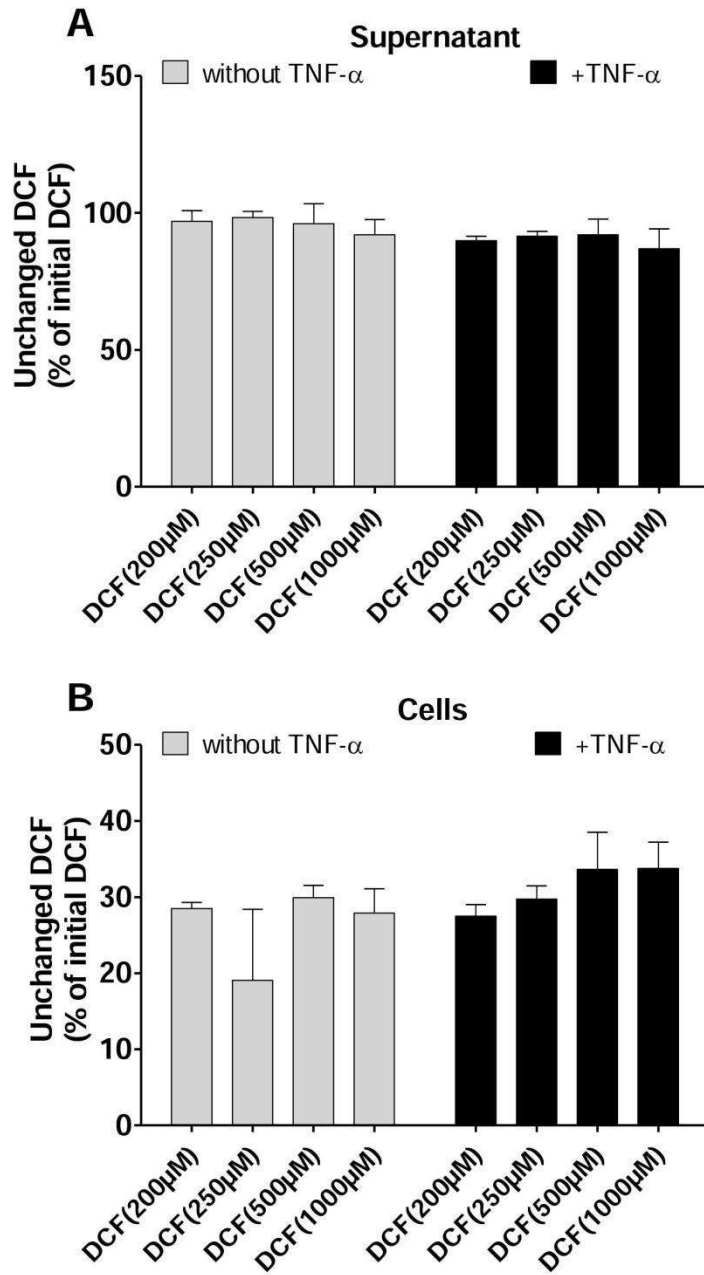 A
Supernatant
without TNF-α
+TNF-α
Unchanged DCF
(% of initial DCF)
150
100
50
0
DCF(200µM)
DCF(250µM)
DCF(500µM)
DCF(1000µM)
DCF(200µM)
DCF(250µM)
DCF(500µM)
DCF(1000µM)
B
Cells
without TNF-α
+TNF-α
Unchanged DCF
(% of initial DCF)
50
40
30
20
10
0
DCF(200µM)
DCF(250µM)
DCF(500µM)
DCF(1000µM)
DCF(200µM)
DCF(250µM)
DCF(500µM)
DCF(1000µM)